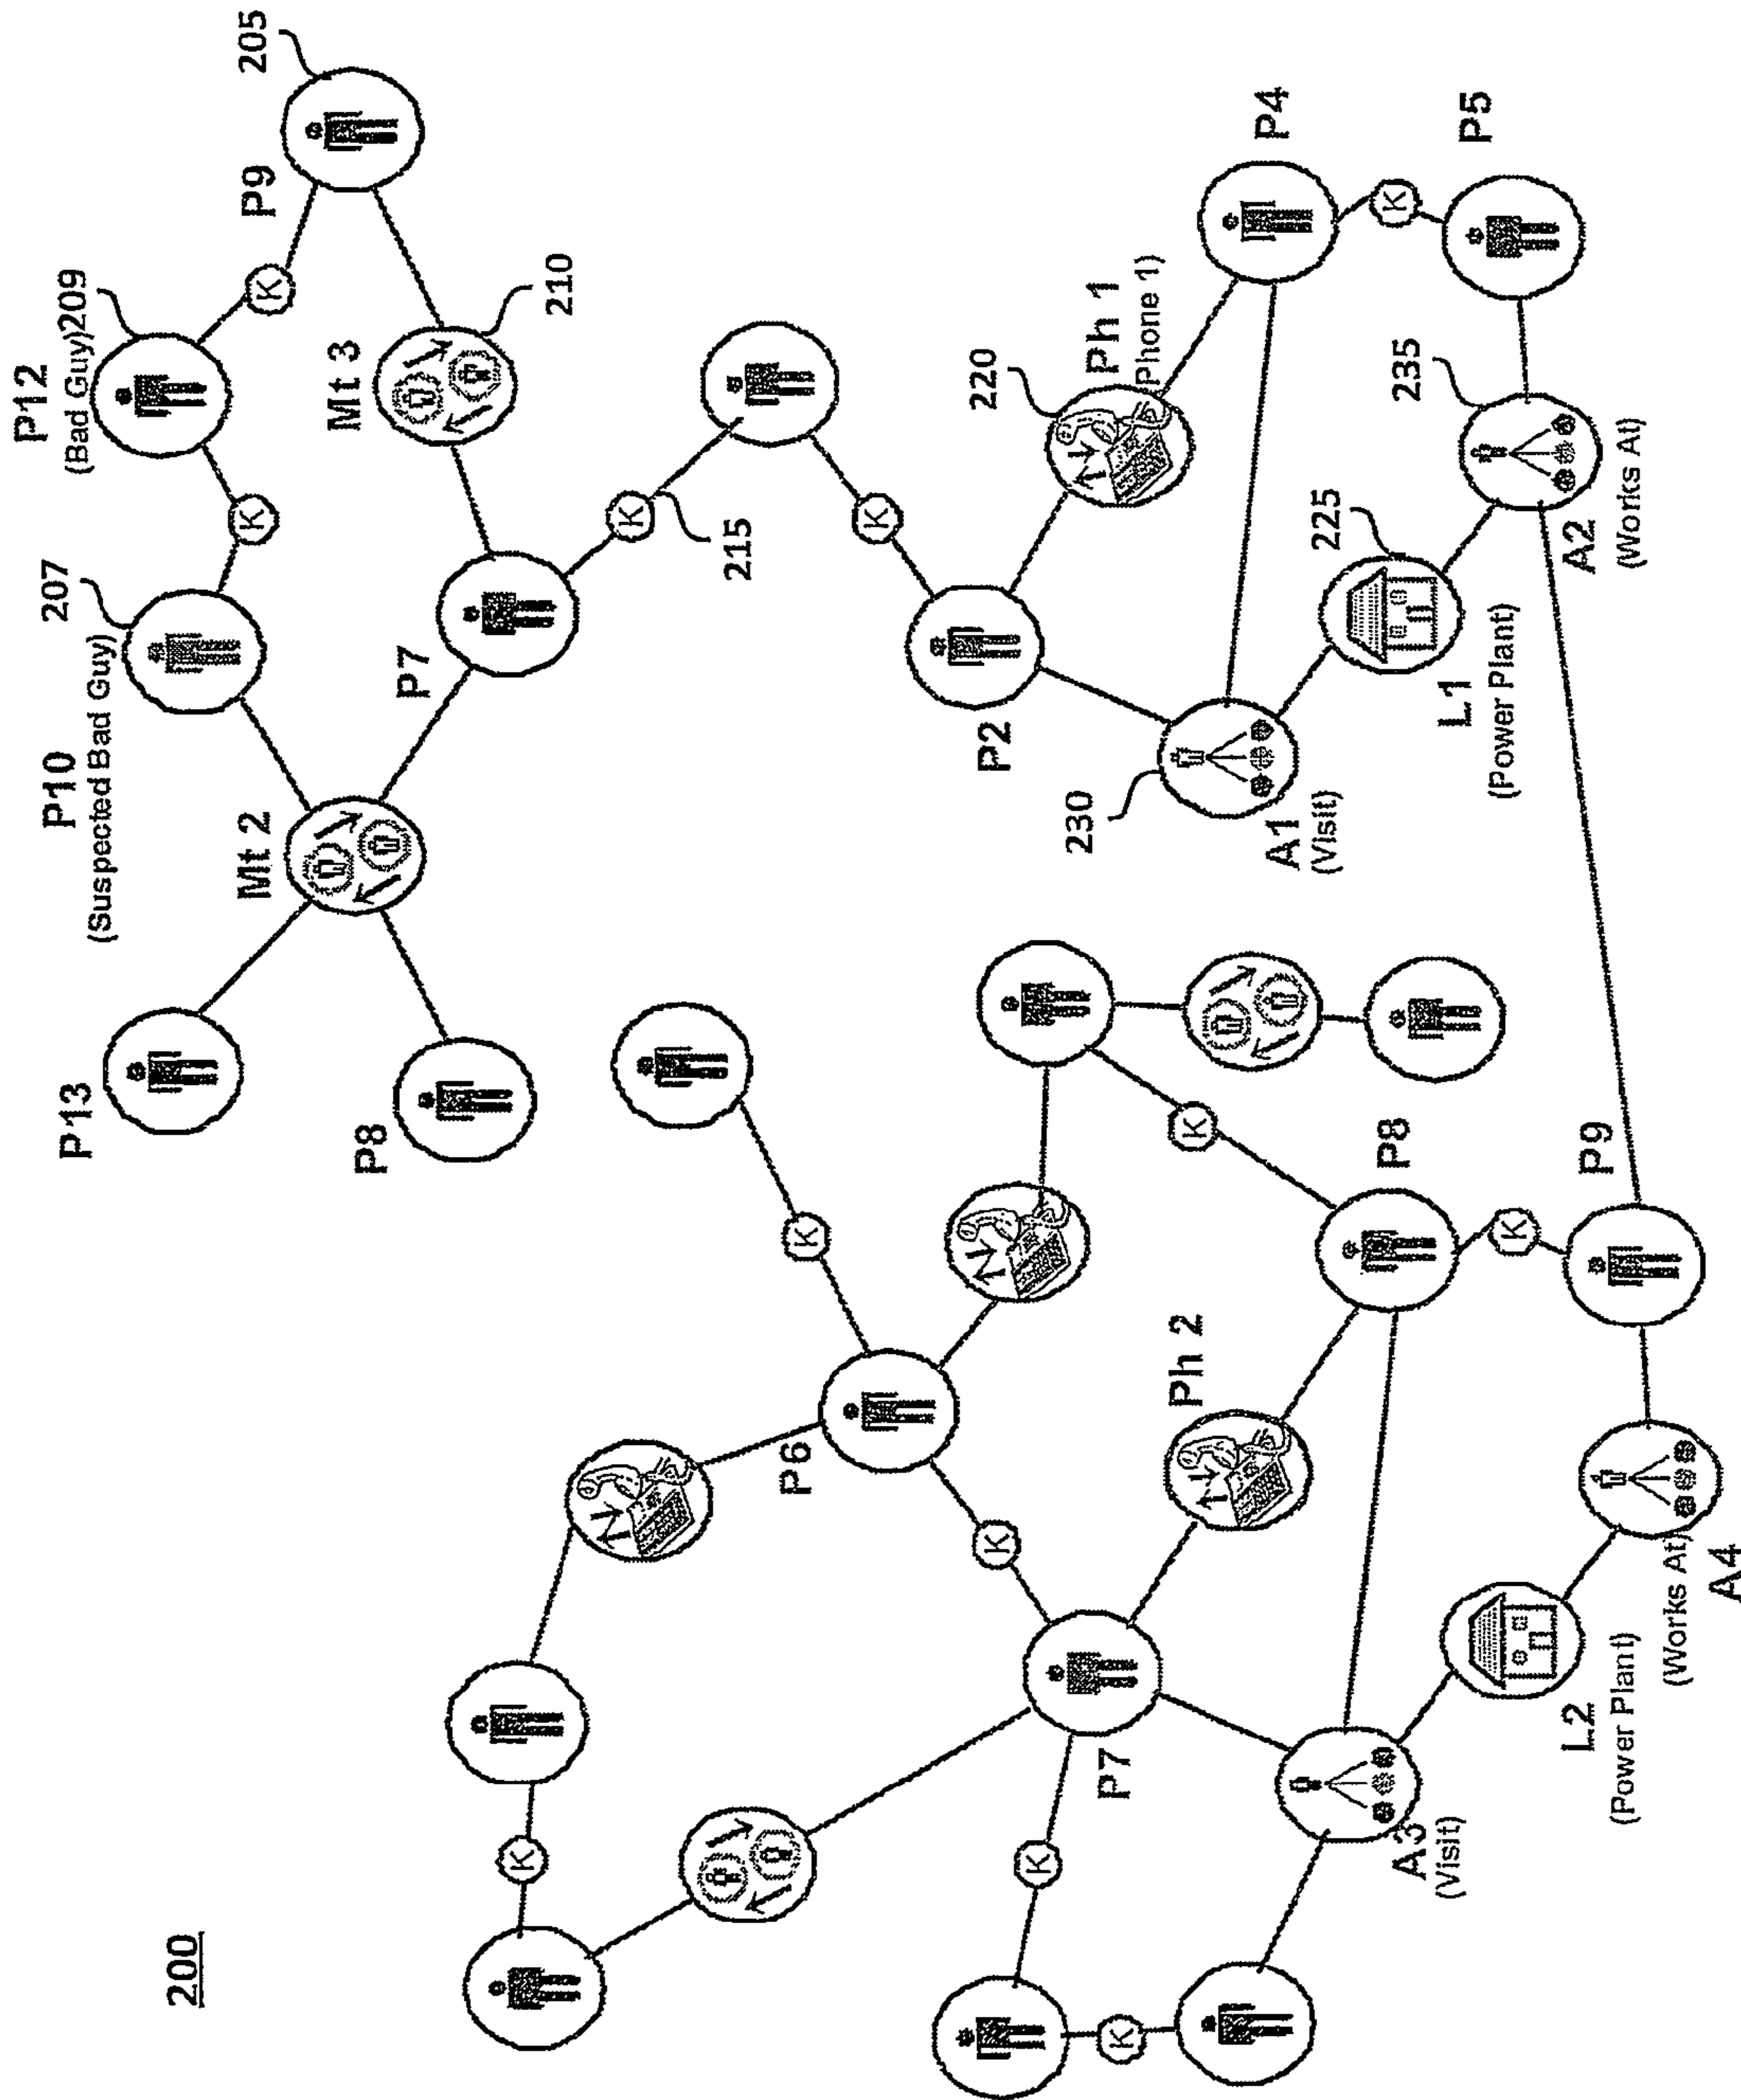 200
P13
P8
Mt 2
P10
(Suspected Bad Guy)
207
P7
K
P12
(Bad Guy)
209
K
P9
205
Mt 3
210
K
215
K
P2
220
Ph 1
(Phone 1)
P4
K
P5
230
A1
(Visit)
L1
(Power Plant)
225
A2
(Works At)
235
K
P6
K
K
K
Ph 2
P8
K
P9
K
P7
K
A3
(Visit)
L2
(Power Plant)
(Works At)
A4